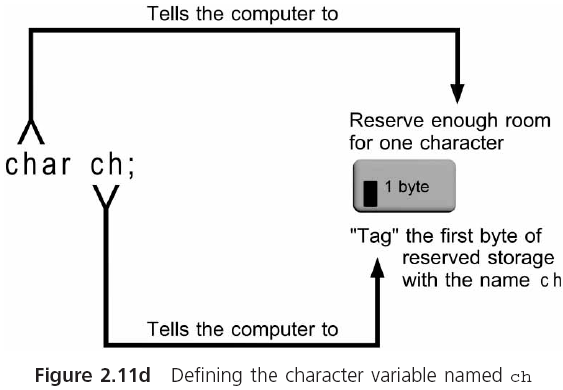 Tells the computer to
Reserve enough room
for one character
char ch;
1 byte
"Tag" the first byte of
reserved storage
with the name ch
Tells the computer to
Figure 2.11d Defining the character variable named ch